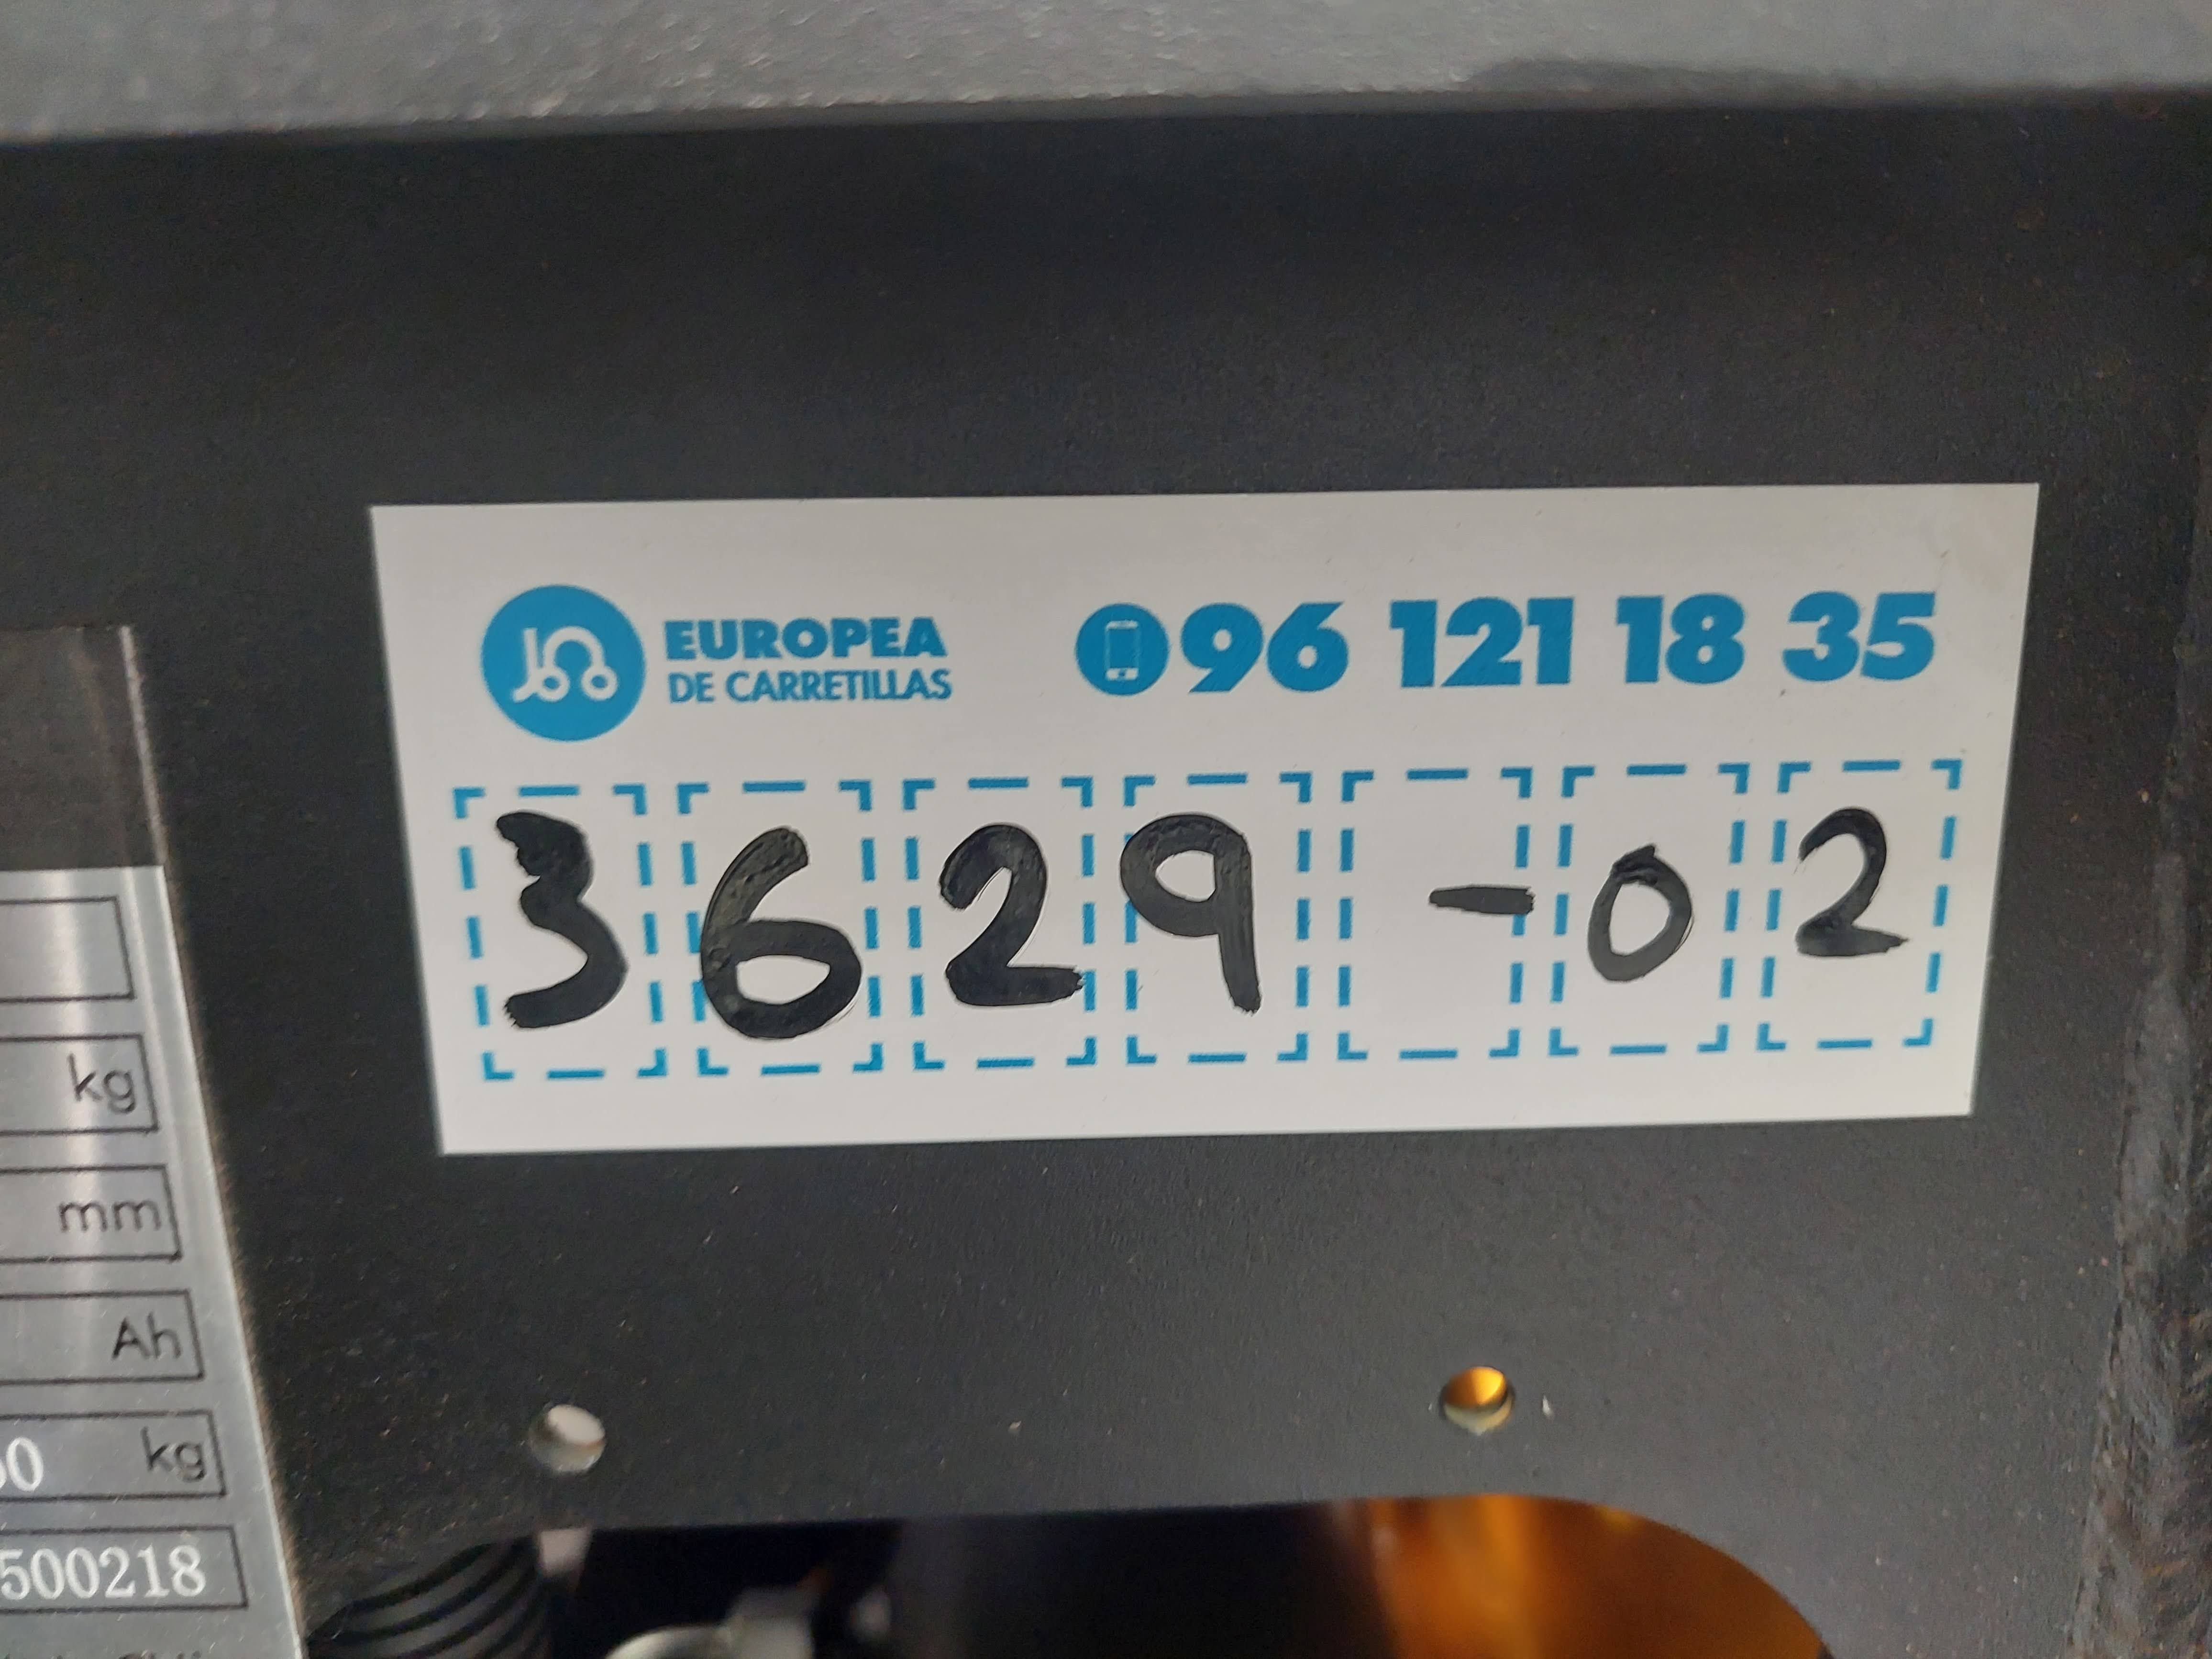 EUROPEA
DE CARRETILLAS
96 121 18 35
3629 -02
kg
mm
Ah
kg
500218